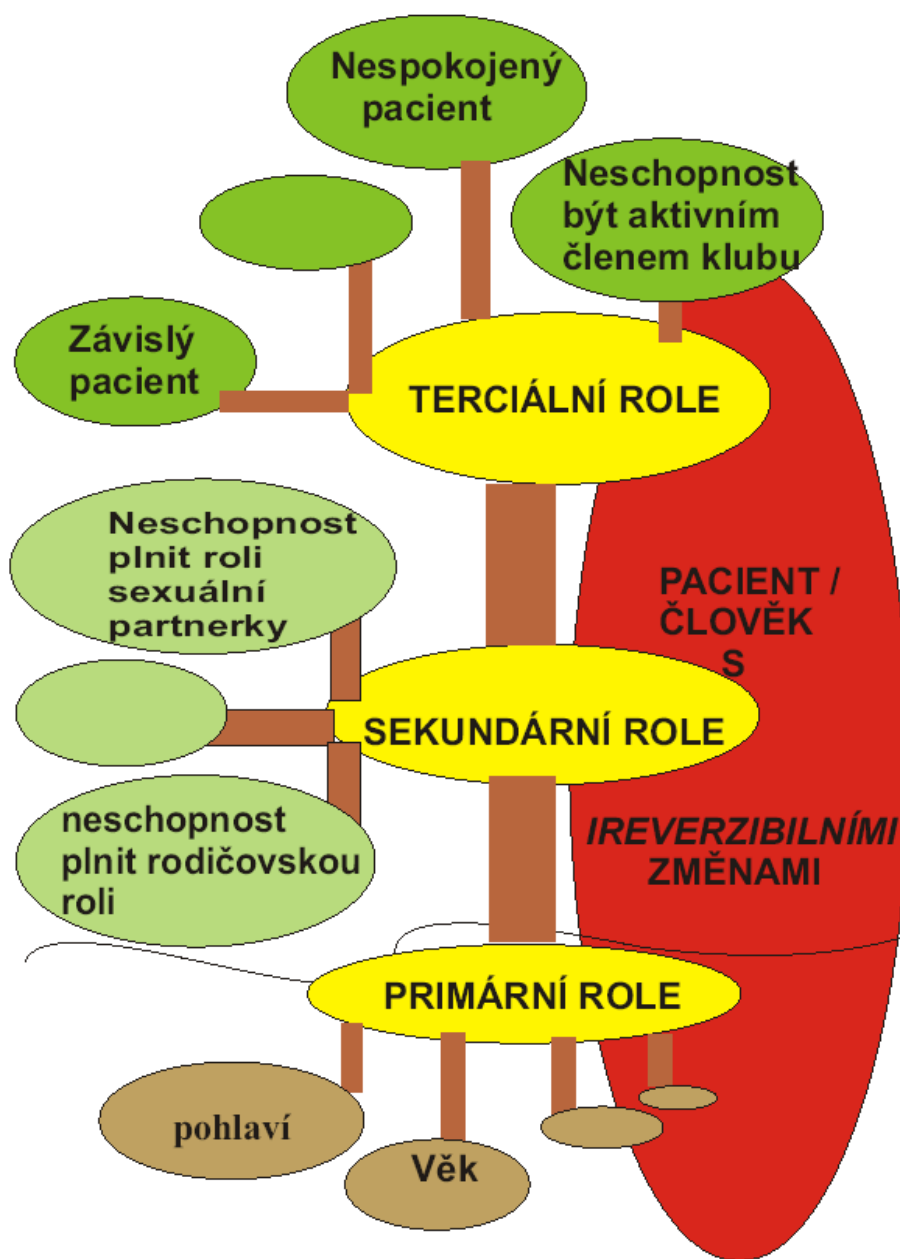 Nespokojený
pacient
Neschopnost
být aktivním
členem klubu
Závislý
pacient
TERCIÁLNÍ ROLE
Neschopnost
plnit roli
sexuální
partnerky
PACIENT /
ČLOVĚK
S
SEKUNDÁRNÍ ROLE
neschopnost
plnit rodičovskou
roli
IREVERZIBILNÍMI
ZMĚNAMI
PRIMÁRNÍ ROLE
pohlaví
Věk